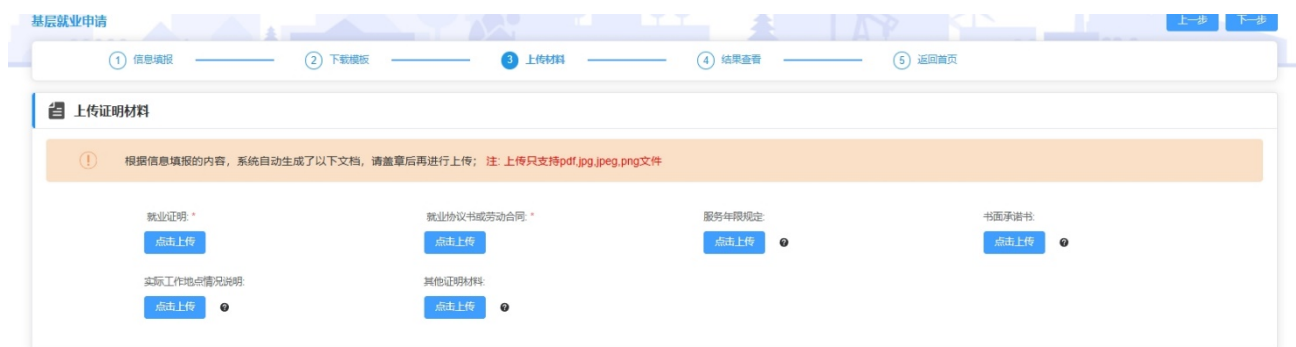 基层就业申请
上一步 下一步
1 信息填报 2 下载模板 3 上传材料 4 结果查看 5 返回首页
上传证明材料
根据信息填报的内容，系统自动生成了以下文档，请盖章后再进行上传；注: 上传只支持pdf,jpg,jpeg,png文件
就业证明: * 就业协议书或劳动合同: * 服务年限规定: 书面承诺书:
点击上传 点击上传 点击上传 点击上传
实际工作地点情况说明: 其他证明材料:
点击上传 点击上传